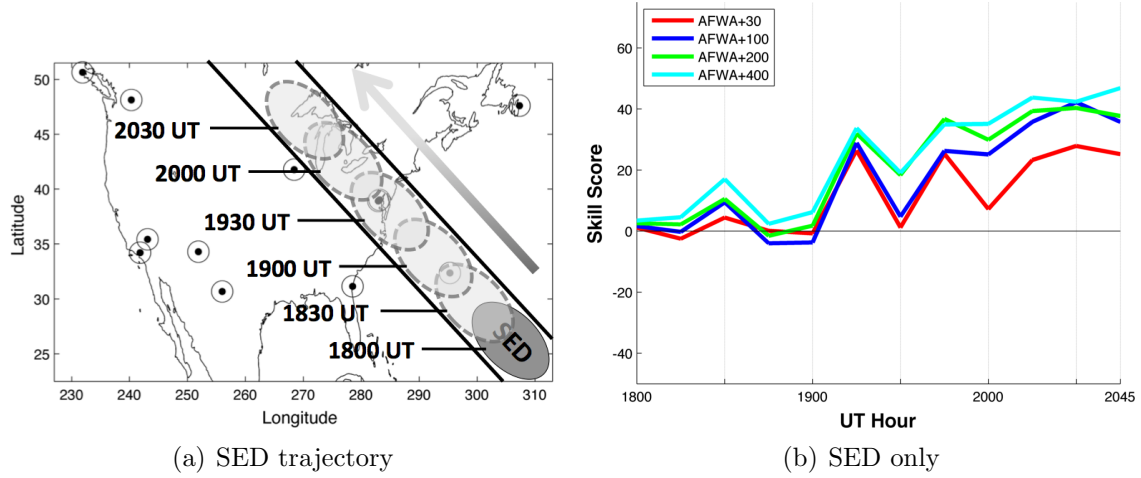 50
45
40
35
30
25
Latitude
230 240 250 260 270 280 290 300 310
Longitude
2030 UT
2000 UT
1930 UT
1900 UT
1830 UT
1800 UT
SED
(a) SED trajectory
AFWA+30
AFWA+100
AFWA+200
AFWA+400
60
40
20
0
-20
-40
Skill Score
1800 1900 2000 2045
UT Hour
(b) SED only